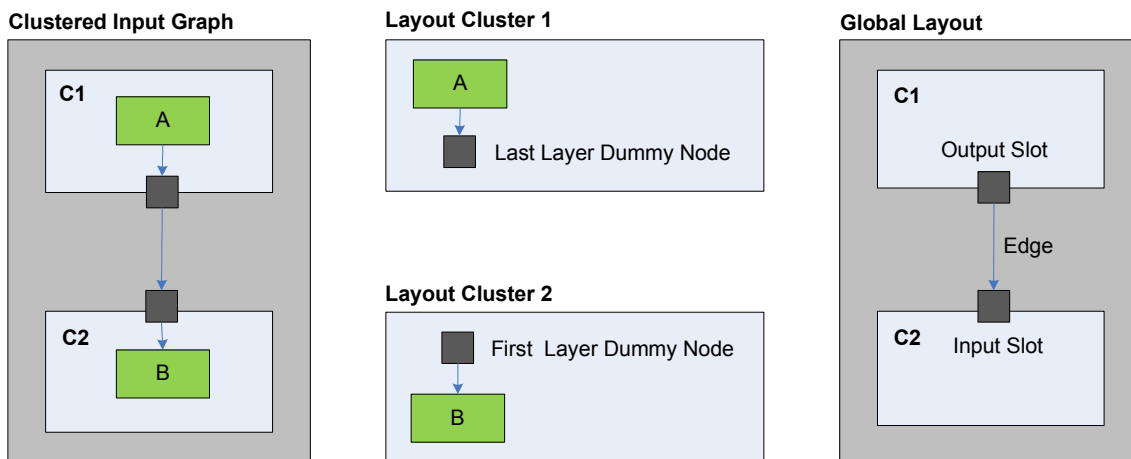 Clustered Input Graph
C1
A
C2
B
Layout Cluster 1
A
Last Layer Dummy Node
Layout Cluster 2
First Layer Dummy Node
B
Global Layout
C1
Output Slot
Edge
C2
Input Slot